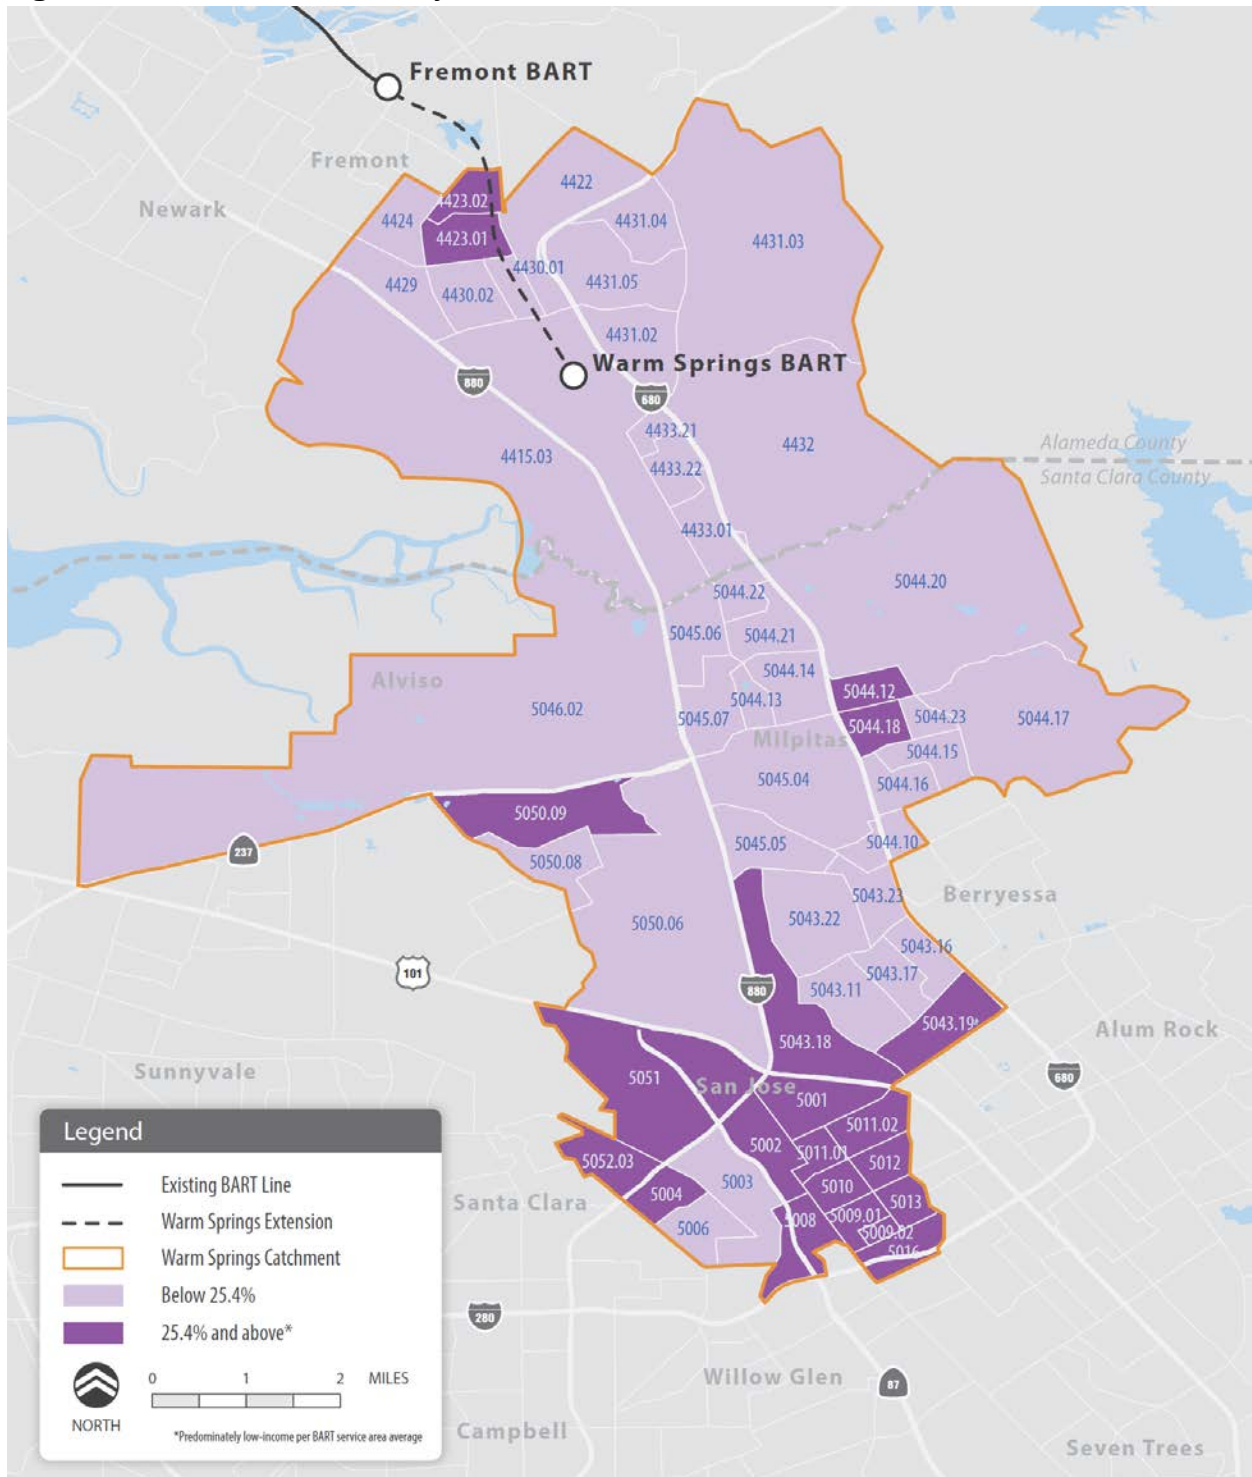 Fremont BART
Fremont
Newark
4422
4423.02
4424
4431.04
4423.01
4431.03
4430.01
4429
4430.02
4431.05
4431.02
Warm Springs BART
880
680
4433.21
4432
Alameda County
4415.03
4433.22
Santa Clara County
4433.01
5044.20
5044.22
5045.06
5044.21
5044.14
Alviso
5044.12
5046.02
5044.13
5045.07
5044.18
5044.23
5044.17
Milpitas
5044.15
5045.04
5044.16
5050.09
237
5050.08
5045.05
5044.10
Berryessa
5043.23
5050.06
5043.22
5043.16
101
5043.17
880
5043.11
5043.19
Alum Rock
5043.18
Sunnyvale
5051
San Jose
680
5001
5011.02
5002
5011.01
5052.03
5012
5003
5010
5004
Santa Clara
5013
5008
5009.01
5006
5009.02
5016
Legend
Existing BART Line
Warm Springs Extension
Warm Springs Catchment
Below 25.4%
25.4% and above*
0 1 2 MILES
NORTH
*Predominately low-income per BART service area average
280
Willow Glen
87
Campbell
Seven Trees